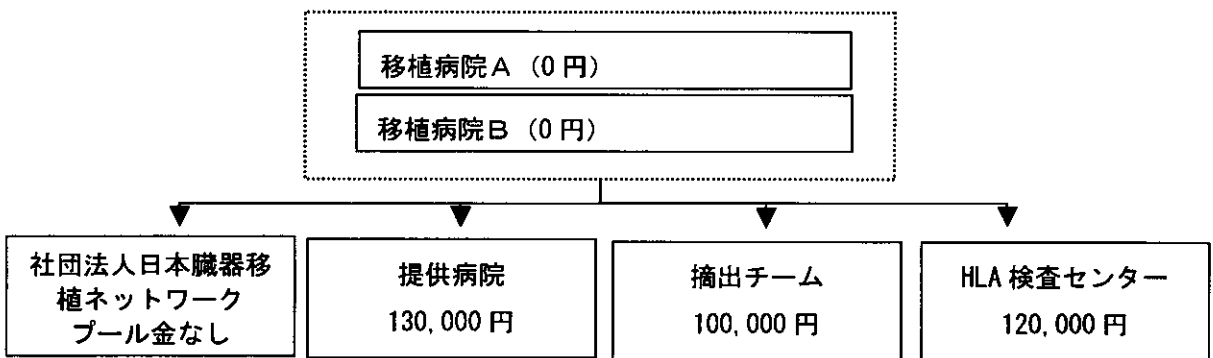 移植病院A (0円)
移植病院B (0円)
社団法人日本臓器移
植ネットワーク
プール金なし
提供病院
130,000円
摘出チーム
100,000円
HLA検査センター
120,000円